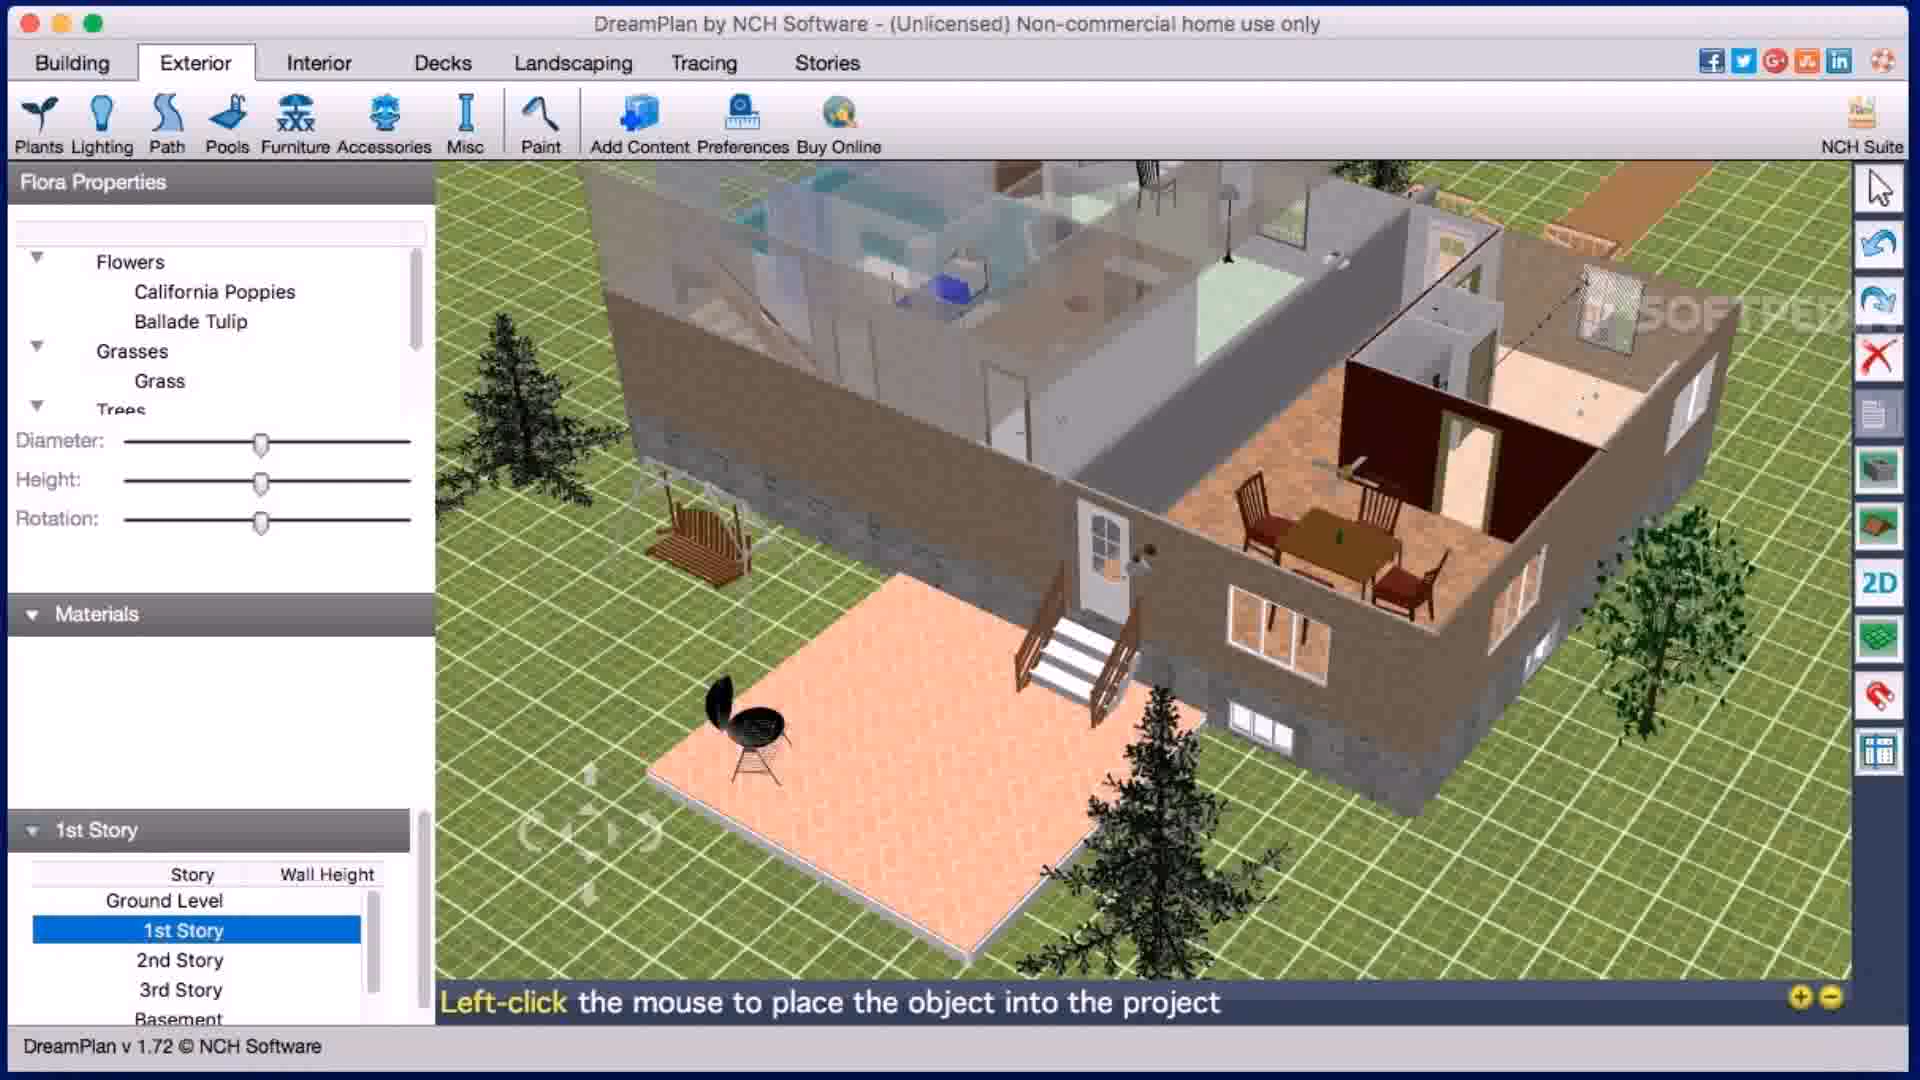 DreamPlan by NCH Software - (Unlicensed) Non-commercial home use only
Building Exterior Interior Decks Landscaping Tracing Stories
Plants Lighting Path Pools Furniture Accessories Misc Paint Add Content Preferences Buy Online NCH Suite
Flora Properties
Flowers
California Poppies
Ballade Tulip
Grasses
Grass
Trees
Diameter:
Height:
Rotation:
Materials
1st Story
Story Wall Height
Ground Level
1st Story
2nd Story
3rd Story
Basement
2D
Left-click the mouse to place the object into the project
DreamPlan v 1.72 © NCH Software